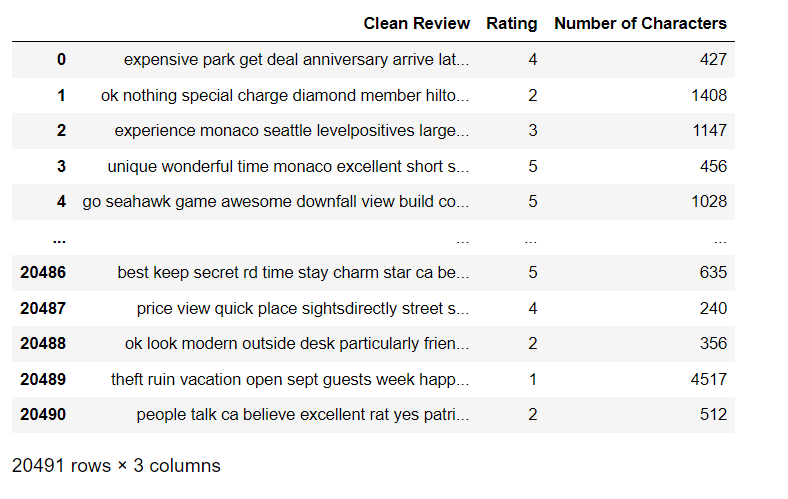 Clean Review Rating Number of Characters
0 expensive park get deal anniversary arrive lat... 4 427
1 ok nothing special charge diamond member hilto... 2 1408
2 experience monaco seattle levelpositives large... 3 1147
3 unique wonderful time monaco excellent short s... 5 456
4 go seahawk game awesome downfall view build co... 5 1028
... ... ... ...
20486 best keep secret rd time stay charm star ca be... 5 635
20487 price view quick place sightsdirectly street s... 4 240
20488 ok look modern outside desk particularly frien... 2 356
20489 theft ruin vacation open sept guests week happ... 1 4517
20490 people talk ca believe excellent rat yes patri... 2 512
20491 rows × 3 columns